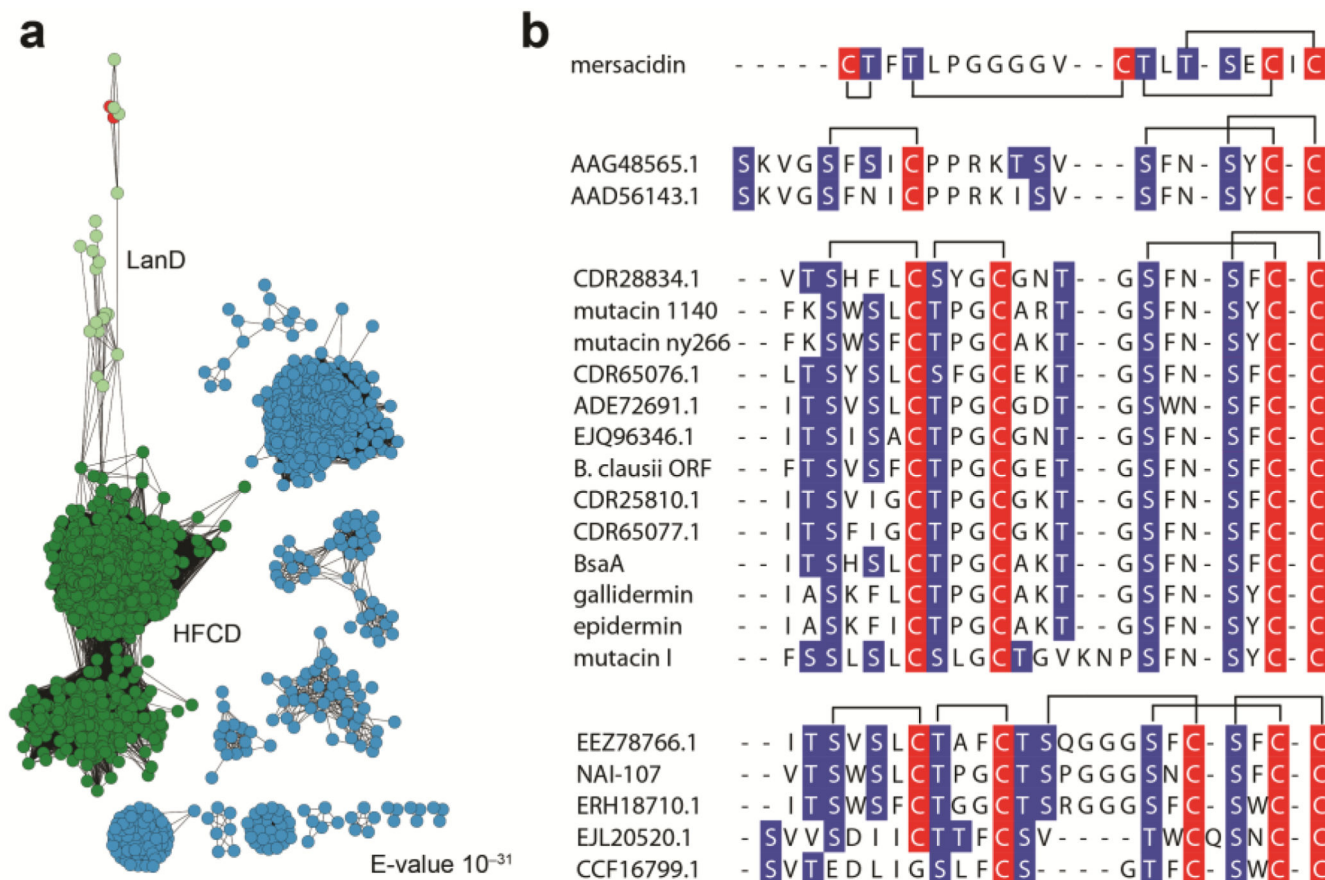 a
LanD
HFCD
E-value 10⁻³¹
b
mersacidin - - - - - C T F T L P G G G G V - - C T L T - S E C I C
AAG48565.1 S K V G S F S I C P P R K T S V - - - S F N - S Y C - C
AAD56143.1 S K V G S F N I C P P R K I S V - - - S F N - S Y C - C
CDR28834.1 - - V T S H F L C S Y G C G N T - - G S F N - S F C - C
mutacin 1140 - - F K S W S L C T P G C A R T - - G S F N - S Y C - C
mutacin ny266 - - F K S W S F C T P G C A K T - - G S F N - S Y C - C
CDR65076.1 - - L T S Y S L C S F G C E K T - - G S F N - S F C - C
ADE72691.1 - - I T S V S L C T P G C G D T - - G S W N - S F C - C
EJQ96346.1 - - I T S I S A C T P G C G N T - - G S F N - S F C - C
B. clausii ORF - - F T S V S F C T P G C G E T - - G S F N - S F C - C
CDR25810.1 - - I T S V I G C T P G C G K T - - G S F N - S F C - C
CDR65077.1 - - I T S F I G C T P G C G K T - - G S F N - S F C - C
BsaA - - I T S H S L C T P G C A K T - - G S F N - S F C - C
gallidermin - - I A S K F L C T P G C A K T - - G S F N - S Y C - C
epidermin - - I A S K F I C T P G C A K T - - G S F N - S Y C - C
mutacin I - - F S S L S L C S L G C T G V K N P S F N - S Y C - C
EEZ78766.1 - - I T S V S L C T A F C T S Q G G G S F C - S F C - C
NAI-107 - - V T S W S L C T P G C T S P G G G S N C - S F C - C
ERH18710.1 - - I T S W S F C T G G C T S R G G G S F C - S W C - C
EJL20520.1 - S V V S D I I C T T F C S V - - - - T W C Q S N C - C
CCF16799.1 - S V T E D L I G S L F C S - - - - G T F C - S W C - C